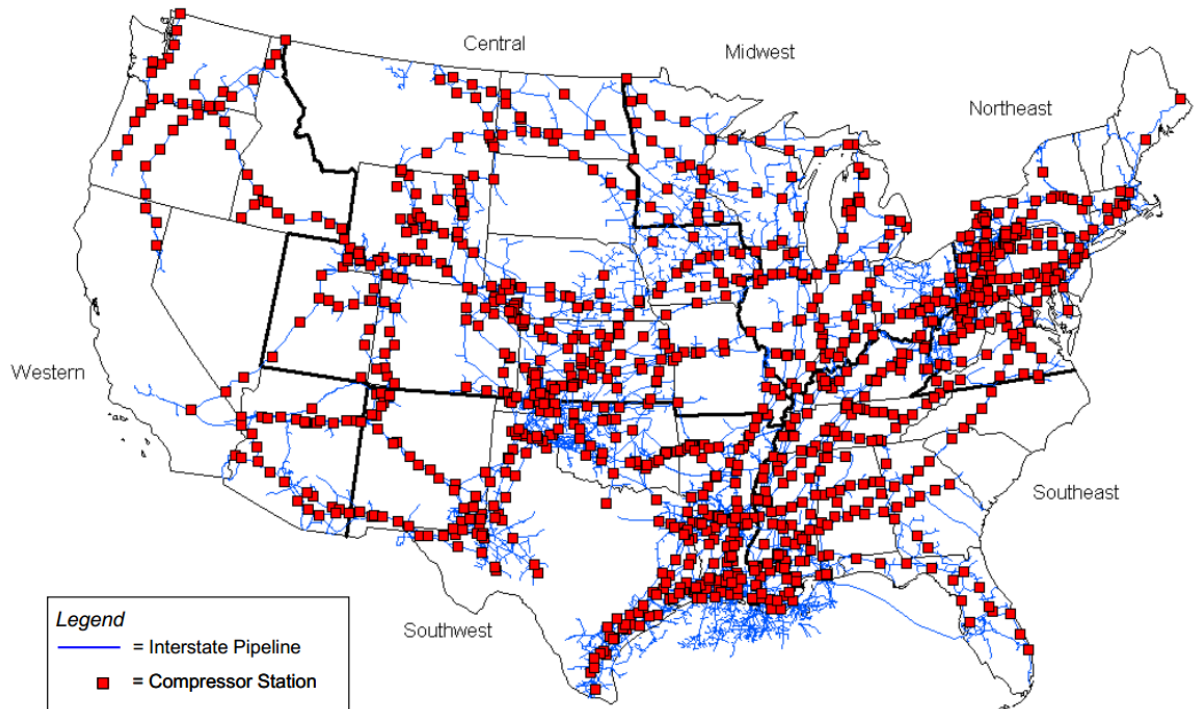 Central
Midwest
Northeast
Western
Southeast
Southwest
Legend
= Interstate Pipeline
= Compressor Station